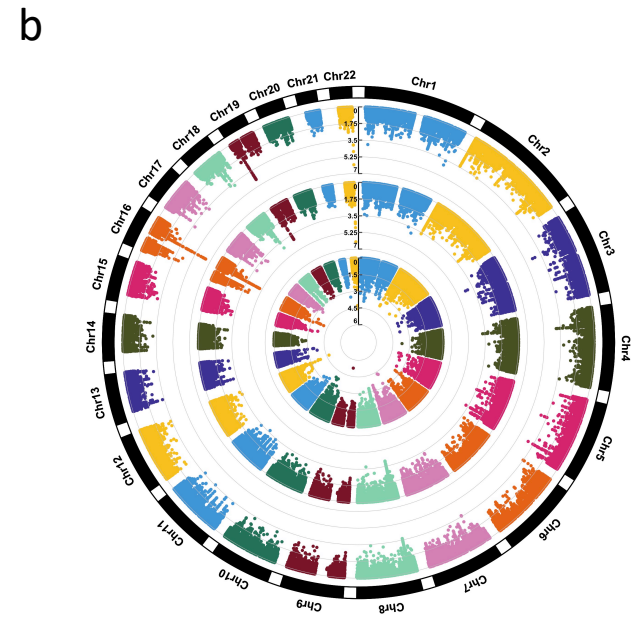 b
Chr1
Chr2
Chr3
Chr4
Chr5
Chr6
Chr7
Chr8
Chr9
Chr10
Chr11
Chr12
Chr13
Chr14
Chr15
Chr16
Chr17
Chr18
Chr19
Chr20
Chr21
Chr22
0
1.75
3.5
5.25
7
0
1.75
3.5
5.25
7
0
1.5
3
4.5
6